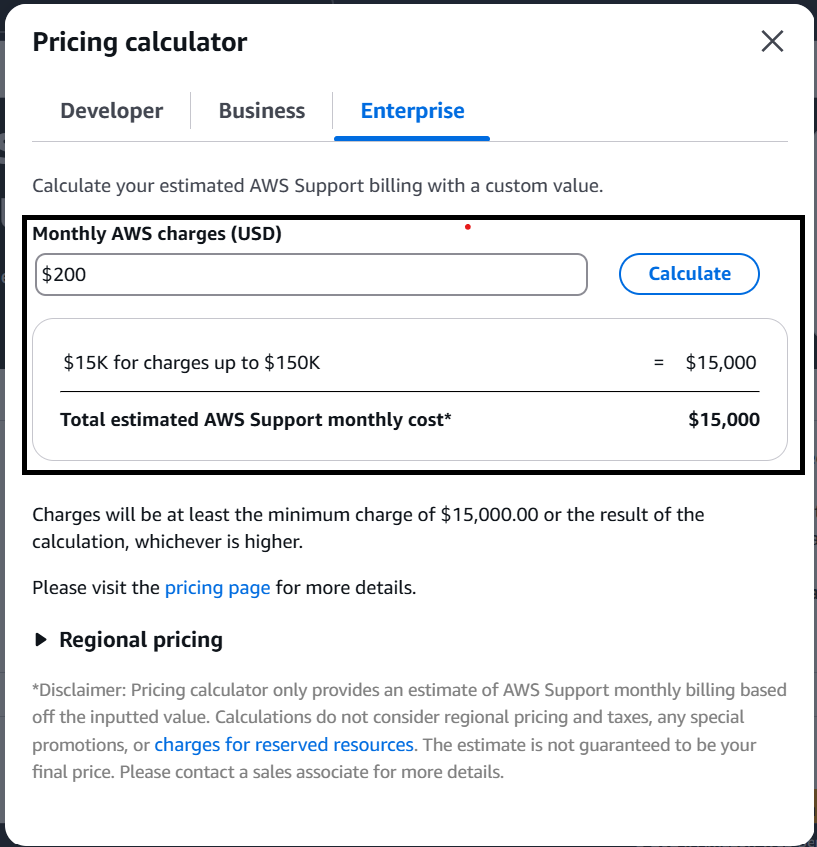 Pricing calculator
Developer
Business
Enterprise
Calculate your estimated AWS Support billing with a custom value.
Monthly AWS charges (USD)
$200
Calculate
$15K for charges up to $150K = $15,000
Total estimated AWS Support monthly cost* $15,000
Charges will be at least the minimum charge of $15,000.00 or the result of the
calculation, whichever is higher.
Please visit the pricing page for more details.
Regional pricing
*Disclaimer: Pricing calculator only provides an estimate of AWS Support monthly billing based
off the inputted value. Calculations do not consider regional pricing and taxes, any special
promotions, or charges for reserved resources. The estimate is not guaranteed to be your
final price. Please contact a sales associate for more details.